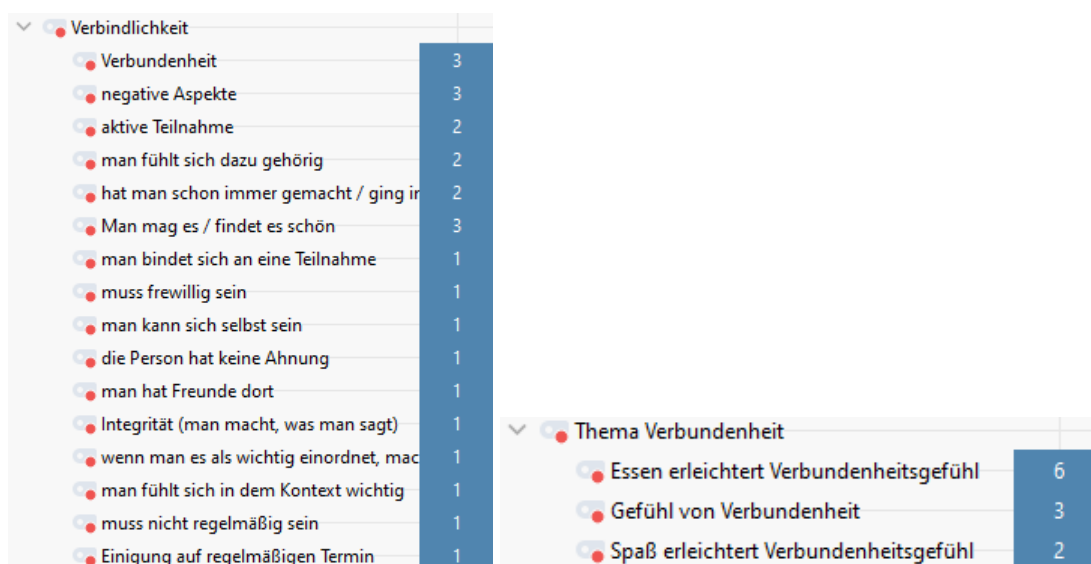 Verbindlichkeit
Verbundenheit 3
negative Aspekte 3
aktive Teilnahme 2
man fühlt sich dazu gehörig 2
hat man schon immer gemacht / ging in 2
Man mag es / findet es schön 3
man bindet sich an eine Teilnahme 1
muss frewillig sein 1
man kann sich selbst sein 1
die Person hat keine Ahnung 1
man hat Freunde dort 1
Integrität (man macht, was man sagt) 1
wenn man es als wichtig einordnet, mac 1
man fühlt sich in dem Kontext wichtig 1
muss nicht regelmäßig sein 1
Einigung auf regelmäßigen Termin 1
Thema Verbundenheit
Essen erleichtert Verbundenheitsgefühl 6
Gefühl von Verbundenheit 3
Spaß erleichtert Verbundenheitsgefühl 2